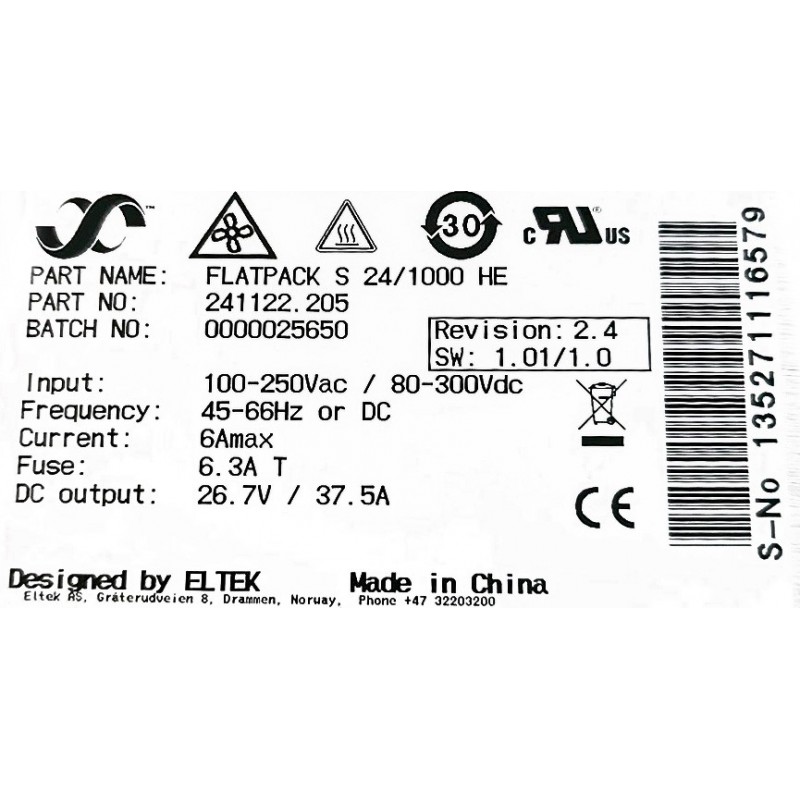 ™
30
c RU® US
PART NAME: FLATPACK S 24/1000 HE
PART NO: 241122.205
BATCH NO: 0000025650
Revision: 2.4
SW: 1.01/1.0
Input: 100-250Vac / 80-300Vdc
Frequency: 45-66Hz or DC
Current: 6Amax
Fuse: 6.3A T
DC output: 26.7V / 37.5A
CE
S-No 135271116579
Designed by ELTEK Made in China
Eltek AS, Gråterudveien 8, Drammen, Norway, Phone +47 32203200